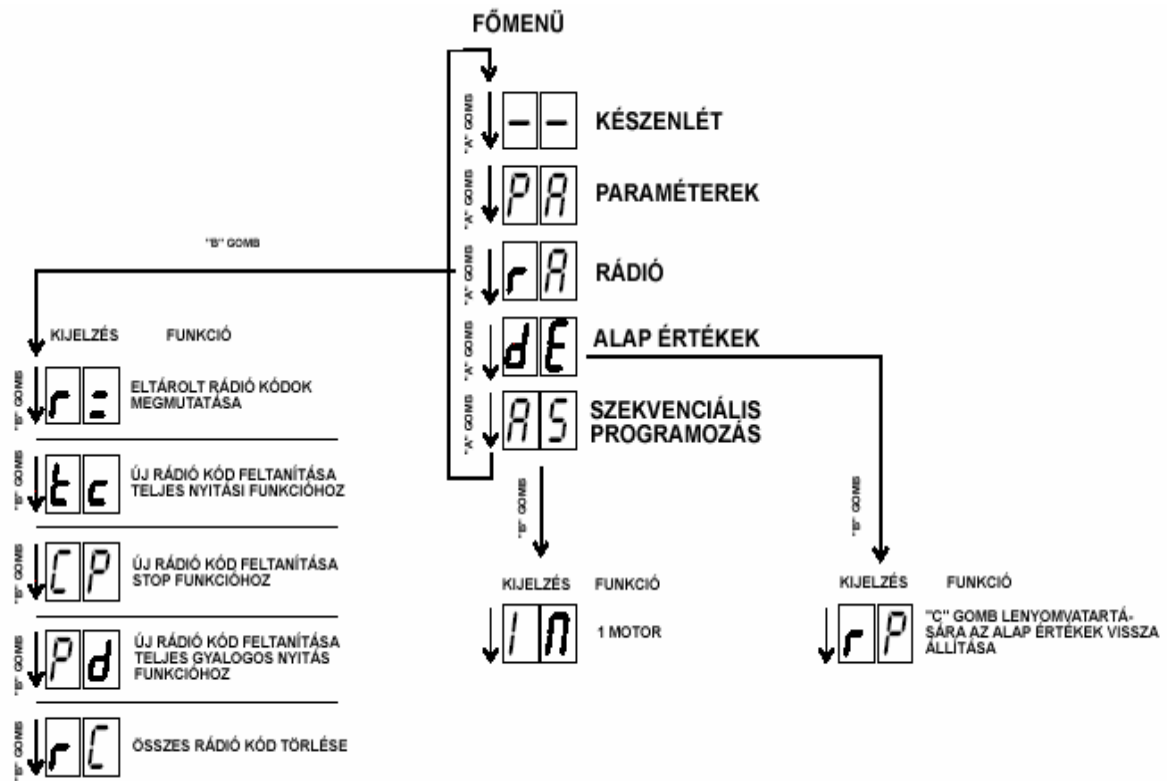 FŐMENÜ
"A" GOMB
--
KÉSZENLÉT
"A" GOMB
PA
PARAMÉTEREK
"A" GOMB
rA
RÁDIÓ
"A" GOMB
dE
ALAP ÉRTÉKEK
"A" GOMB
AS
SZEKVENCIÁLIS
PROGRAMOZÁS
"B" GOMB
KIJELZÉS FUNKCIÓ
"B" GOMB
r=
ELTÁROLT RÁDIÓ KÓDOK
MEGMUTATÁSA
"B" GOMB
tc
ÚJ RÁDIÓ KÓD FELTANÍTÁSA
TELJES NYITÁSI FUNKCIÓHOZ
"B" GOMB
CP
ÚJ RÁDIÓ KÓD FELTANÍTÁSA
STOP FUNKCIÓHOZ
"B" GOMB
Pd
ÚJ RÁDIÓ KÓD FELTANÍTÁSA
TELJES GYALOGOS NYITÁS
FUNKCIÓHOZ
"B" GOMB
rC
ÖSSZES RÁDIÓ KÓD TÖRLÉSE
"B" GOMB
KIJELZÉS FUNKCIÓ
1 MOTOR
"B" GOMB
KIJELZÉS FUNKCIÓ
rP
"C" GOMB LENYOMVATARTÁ-
SÁRA AZ ALAP ÉRTÉKEK VISSZA
ÁLLÍTÁSA